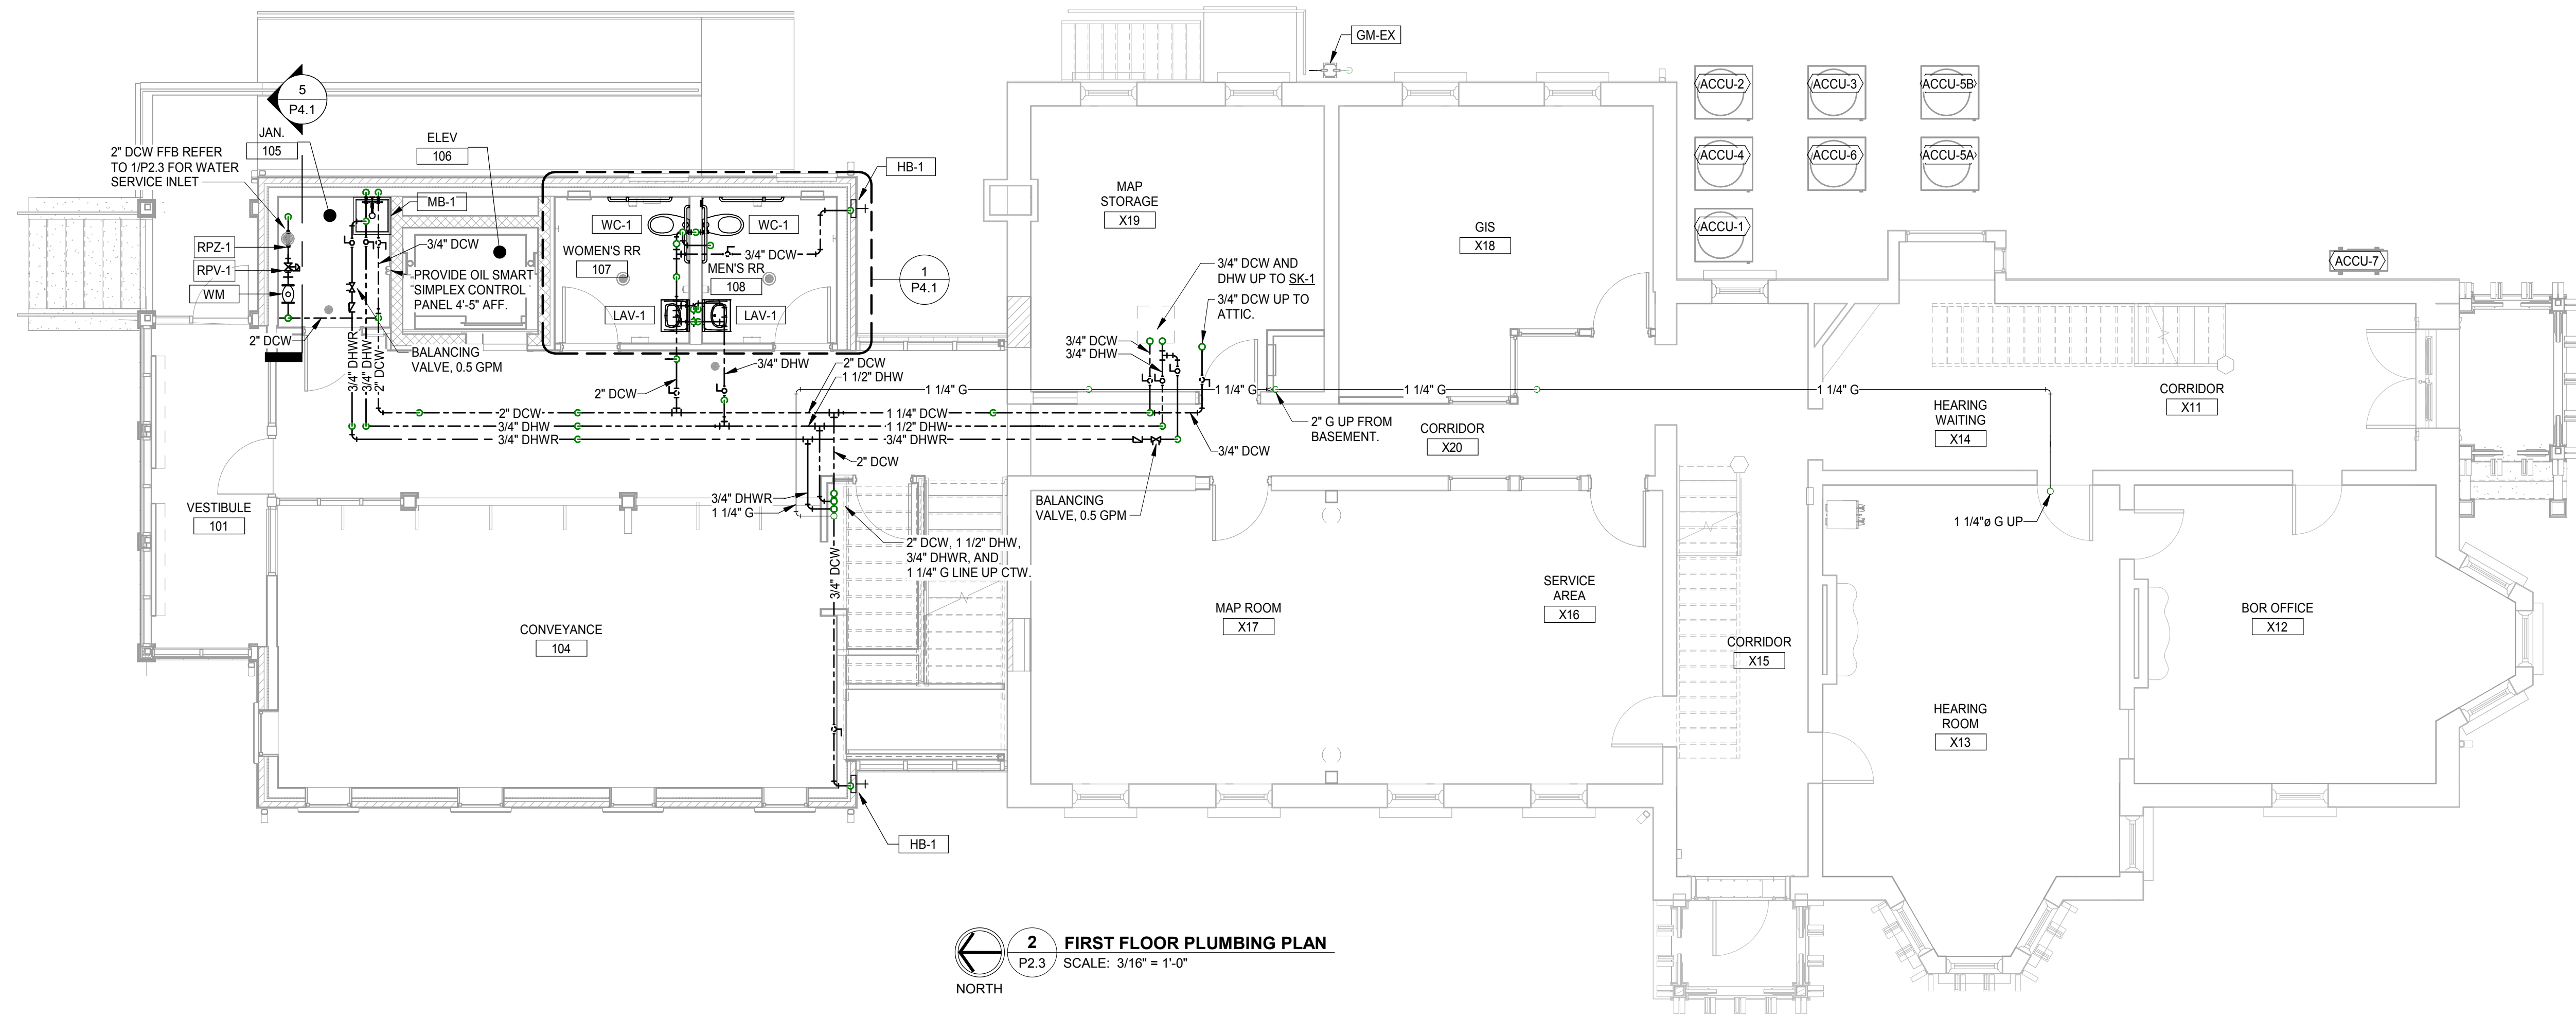 GM-EX
5
P4.1
ACCU-2
ACCU-3
ACCU-5B
JAN.
105
ELEV
106
2" DCW FFB REFER
TO 1/P2.3 FOR WATER
SERVICE INLET
HB-1
ACCU-4
ACCU-6
ACCU-5A
MB-1
MAP
STORAGE
X19
WC-1
WC-1
GIS
X18
ACCU-1
RPZ-1
RPV-1
WM
3/4" DCW
PROVIDE OIL SMART
SIMPLEX CONTROL
PANEL 4'-5" AFF.
WOMEN'S RR
107
3/4" DCW
MEN'S RR
108
1
P4.1
3/4" DCW AND
DHW UP TO SK-1
3/4" DCW UP TO
ATTIC.
ACCU-7
LAV-1
LAV-1
2" DCW
3/4" DHWR
3/4" DHW
2" DCW
BALANCING
VALVE, 0.5 GPM
3/4" DCW
3/4" DHW
3/4" DHW
2" DCW
1 1/2" DHW
2" DCW
1 1/4" G
1 1/4" G
1 1/4" G
1 1/4" G
CORRIDOR
X11
2" DCW
3/4" DHW
3/4" DHWR
1 1/4" DCW
1 1/2" DHW
3/4" DHWR
HEARING
WAITING
X14
2" G UP FROM
BASEMENT.
CORRIDOR
X20
3/4" DCW
2" DCW
VESTIBULE
101
3/4" DHWR
1 1/4" G
BALANCING
VALVE, 0.5 GPM
1 1/4"ø G UP
2" DCW, 1 1/2" DHW,
3/4" DHWR, AND
1 1/4" G LINE UP CTW.
3/4" DCW
CONVEYANCE
104
MAP ROOM
X17
SERVICE
AREA
X16
CORRIDOR
X15
BOR OFFICE
X12
HEARING
ROOM
X13
HB-1
NORTH
2
P2.3
FIRST FLOOR PLUMBING PLAN
SCALE: 3/16" = 1'-0"